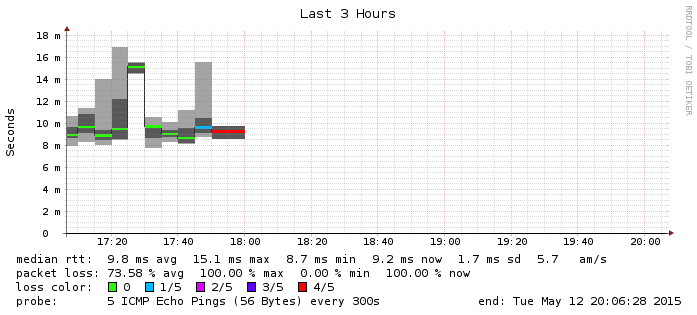 Last 3 Hours
RRDTOOL / TOBI OETIKER
Seconds
18 m
16 m
14 m
12 m
10 m
8 m
6 m
4 m
2 m
0
17:20 17:40 18:00 18:20 18:40 19:00 19:20 19:40 20:00
median rtt: 9.8 ms avg 15.1 ms max 8.7 ms min 9.2 ms now 1.7 ms sd 5.7 am/s
packet loss: 73.58 % avg 100.00 % max 0.00 % min 100.00 % now
loss color: 0 1/5 2/5 3/5 4/5
probe: 5 ICMP Echo Pings (56 Bytes) every 300s end: Tue May 12 20:06:28 2015